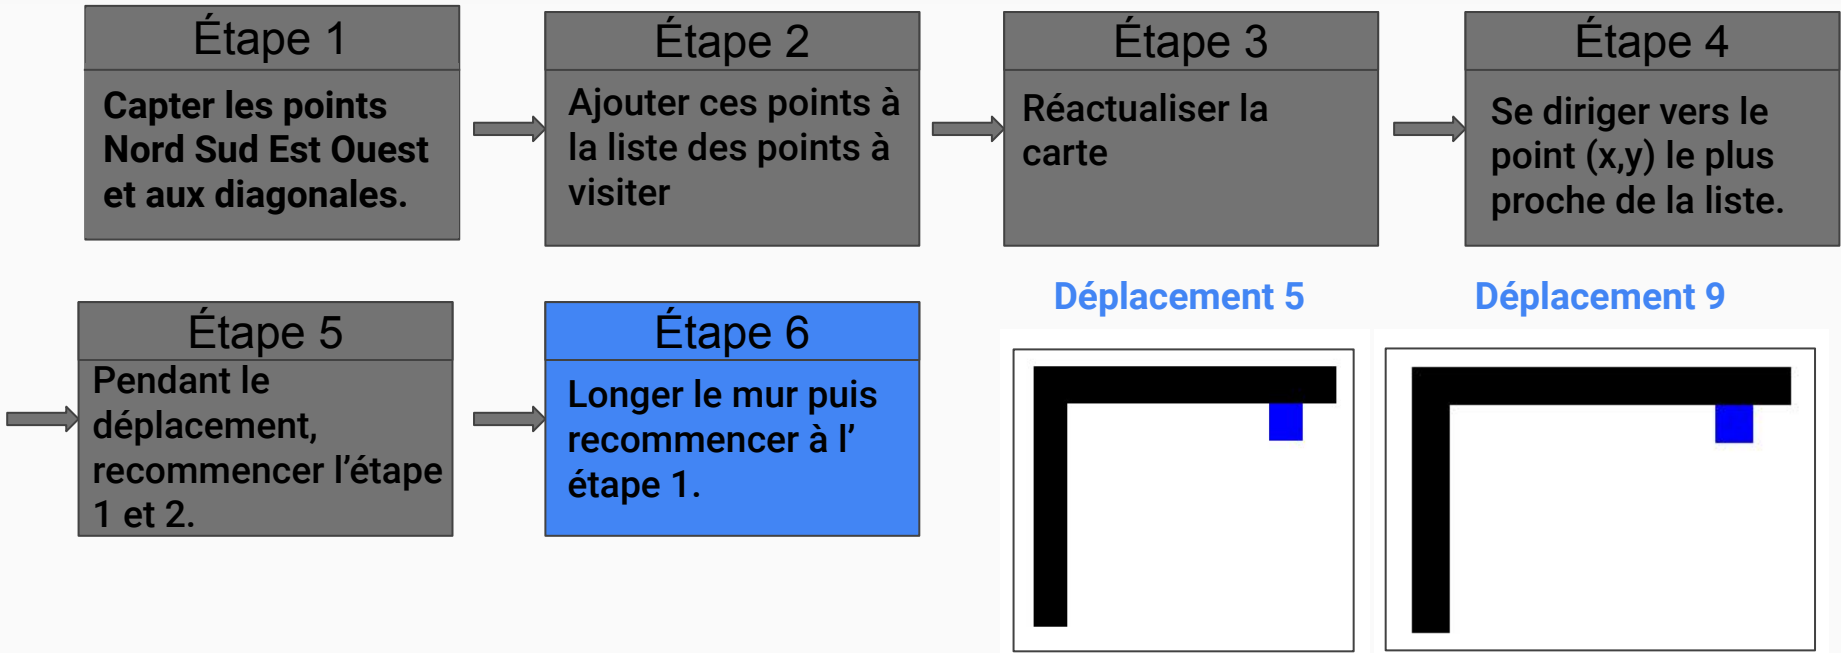 Étape 1
Capter les points
Nord Sud Est Ouest
et aux diagonales.
Étape 2
Ajouter ces points à
la liste des points à
visiter
Étape 3
Réactualiser la
carte
Étape 4
Se diriger vers le
point (x,y) le plus
proche de la liste.
Étape 5
Pendant le
déplacement,
recommencer l’étape
1 et 2.
Étape 6
Longer le mur puis
recommencer à l’
étape 1.
Déplacement 5
Déplacement 9